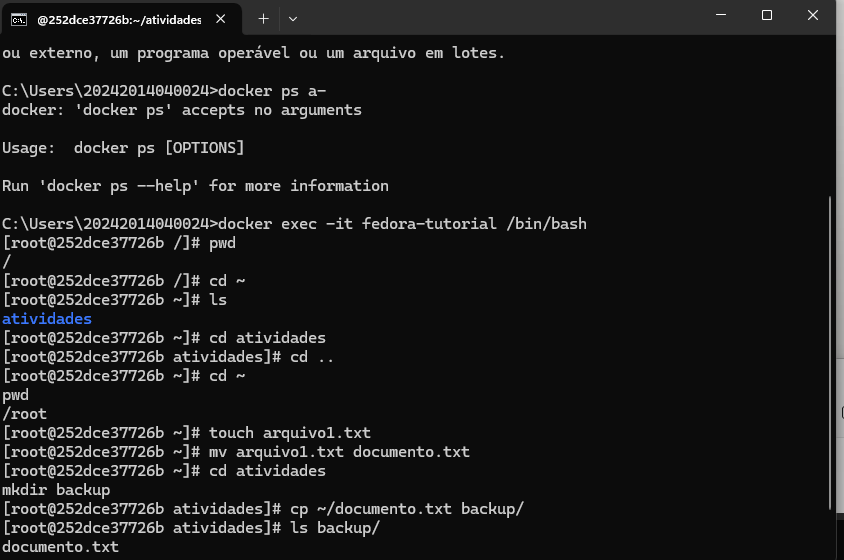 @252dce37726b:~/atividades
ou externo, um programa operável ou um arquivo em lotes.
C:\Users\20242014040024>docker ps a-
docker: 'docker ps' accepts no arguments
Usage:  docker ps [OPTIONS]
Run 'docker ps --help' for more information
C:\Users\20242014040024>docker exec -it fedora-tutorial /bin/bash
[root@252dce37726b /]# pwd
/
[root@252dce37726b /]# cd ~
[root@252dce37726b ~]# ls
atividades
[root@252dce37726b ~]# cd atividades
[root@252dce37726b atividades]# cd ..
[root@252dce37726b ~]# cd ~
pwd
/root
[root@252dce37726b ~]# touch arquivo1.txt
[root@252dce37726b ~]# mv arquivo1.txt documento.txt
[root@252dce37726b ~]# cd atividades
mkdir backup
[root@252dce37726b atividades]# cp ~/documento.txt backup/
[root@252dce37726b atividades]# ls backup/
documento.txt